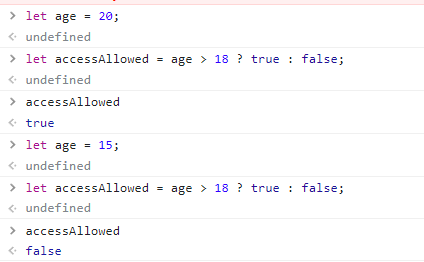 > let age = 20;
< undefined
> let accessAllowed = age > 18 ? true : false;
< undefined
> accessAllowed
< true
> let age = 15;
< undefined
> let accessAllowed = age > 18 ? true : false;
< undefined
> accessAllowed
< false